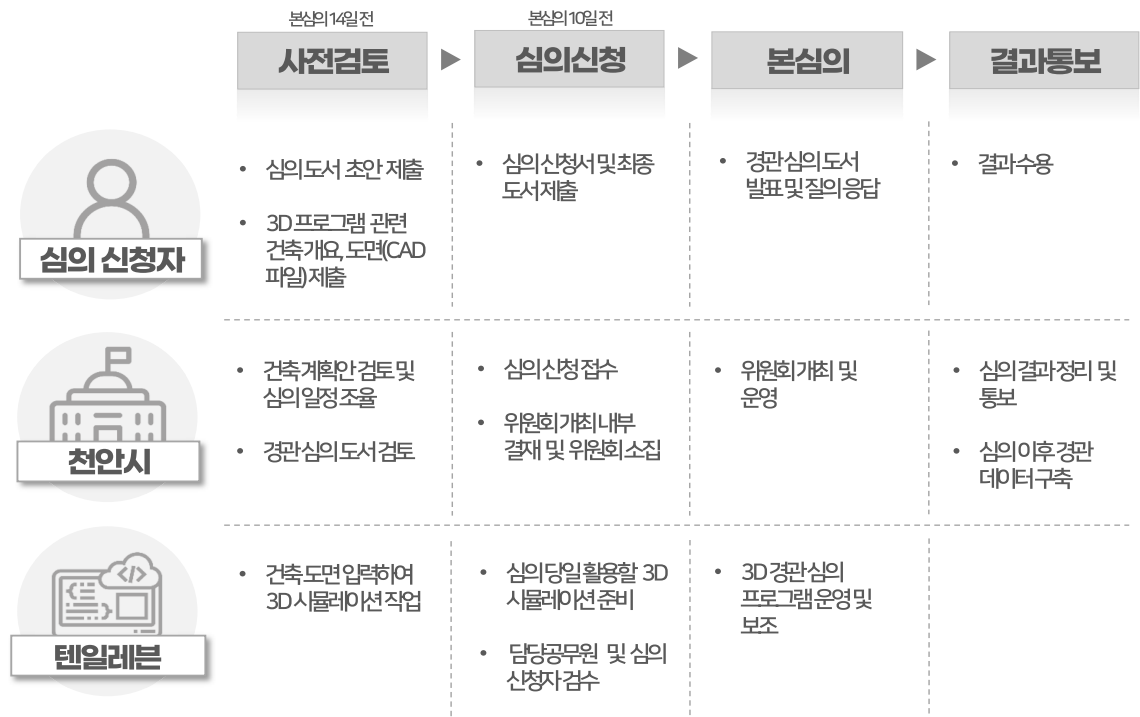 본심의 14일 전
본심의 10일 전
사전검토
심의신청
본심의
결과통보
심의 신청자
• 심의 도서 초안 제출
• 3D 프로그램 관련
건축 개요, 도면(CAD
파일) 제출
• 심의 신청서 및 최종
도서 제출
• 경관 심의 도서
발표 및 질의 응답
• 결과 수용
천안시
• 건축 계획안 검토 및
심의 일정 조율
• 경관 심의 도서 검토
• 심의 신청 접수
• 위원회 개최 내부
결재 및 위원회 소집
• 위원회 개최 및
운영
• 심의 결과 정리 및
통보
• 심의 이후 경관
데이터 구축
텐일레븐
• 건축 도면 입력하여
3D 시뮬레이션 작업
• 심의 당일 활용할 3D
시뮬레이션 준비
• 담당공무원 및 심의
신청자 검수
• 3D 경관 심의
프로그램 운영 및
보조